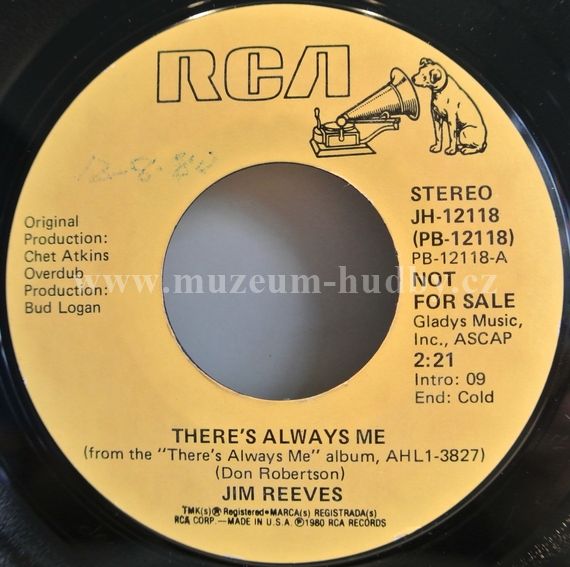 RCA
12-8-80
STEREO
JH-12118
(PB-12118)
PB-12118-A
NOT
FOR SALE
Gladys Music,
Inc., ASCAP
2:21
Intro: 09
End: Cold
Original
Production:
Chet Atkins
Overdub
Production:
Bud Logan
www.muzeum-hudby.cz
THERE'S ALWAYS ME
(from the "There's Always Me" album, AHL1-3827)
(Don Robertson)
JIM REEVES
TMK(s) ® Registered•MARCA(s) REGISTRADA(s)
RCA CORP.—MADE IN U.S.A. ℗1980 RCA RECORDS